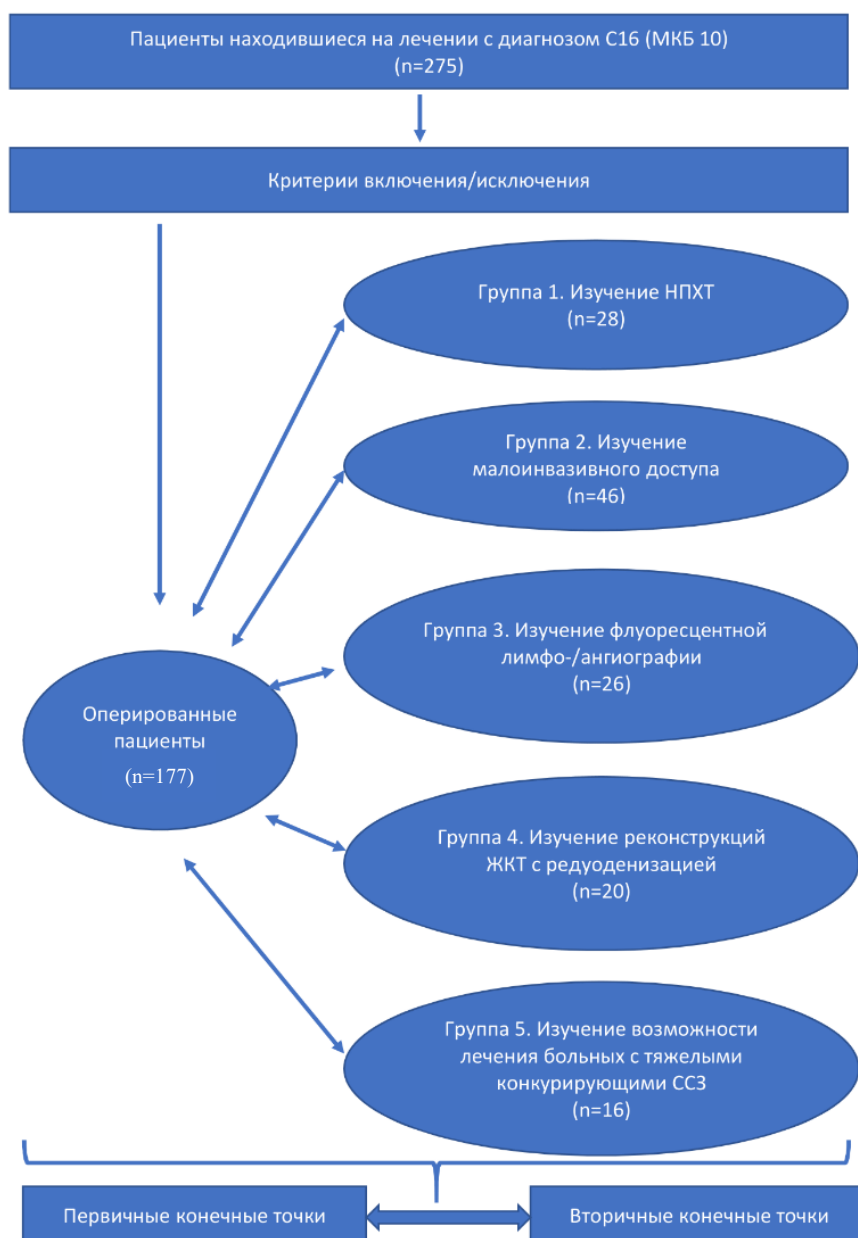 Пациенты находившиеся на лечении с диагнозом С16 (МКБ 10)
(n=275)
Критерии включения/исключения
Группа 1. Изучение НПХТ
(n=28)
Группа 2. Изучение
малоинвазивного доступа
(n=46)
Группа 3. Изучение флуоресцентной
лимфо-/ангиографии
(n=26)
Оперированные
пациенты
(n=177)
Группа 4. Изучение реконструкций
ЖКТ с редуоденизацией
(n=20)
Группа 5. Изучение возможности
лечения больных с тяжелыми
конкурирующими ССЗ
(n=16)
Первичные конечные точки
Вторичные конечные точки